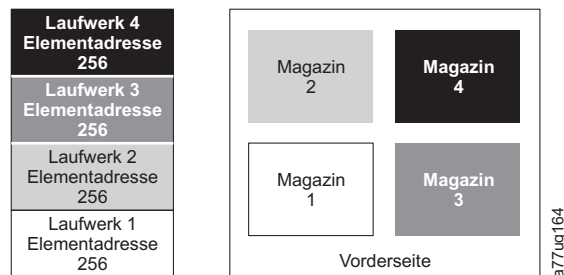 Laufwerk 4
Elementadresse
256
Laufwerk 3
Elementadresse
256
Laufwerk 2
Elementadresse
256
Laufwerk 1
Elementadresse
256
Magazin
2
Magazin
4
Magazin
1
Magazin
3
Vorderseite
a77ug164